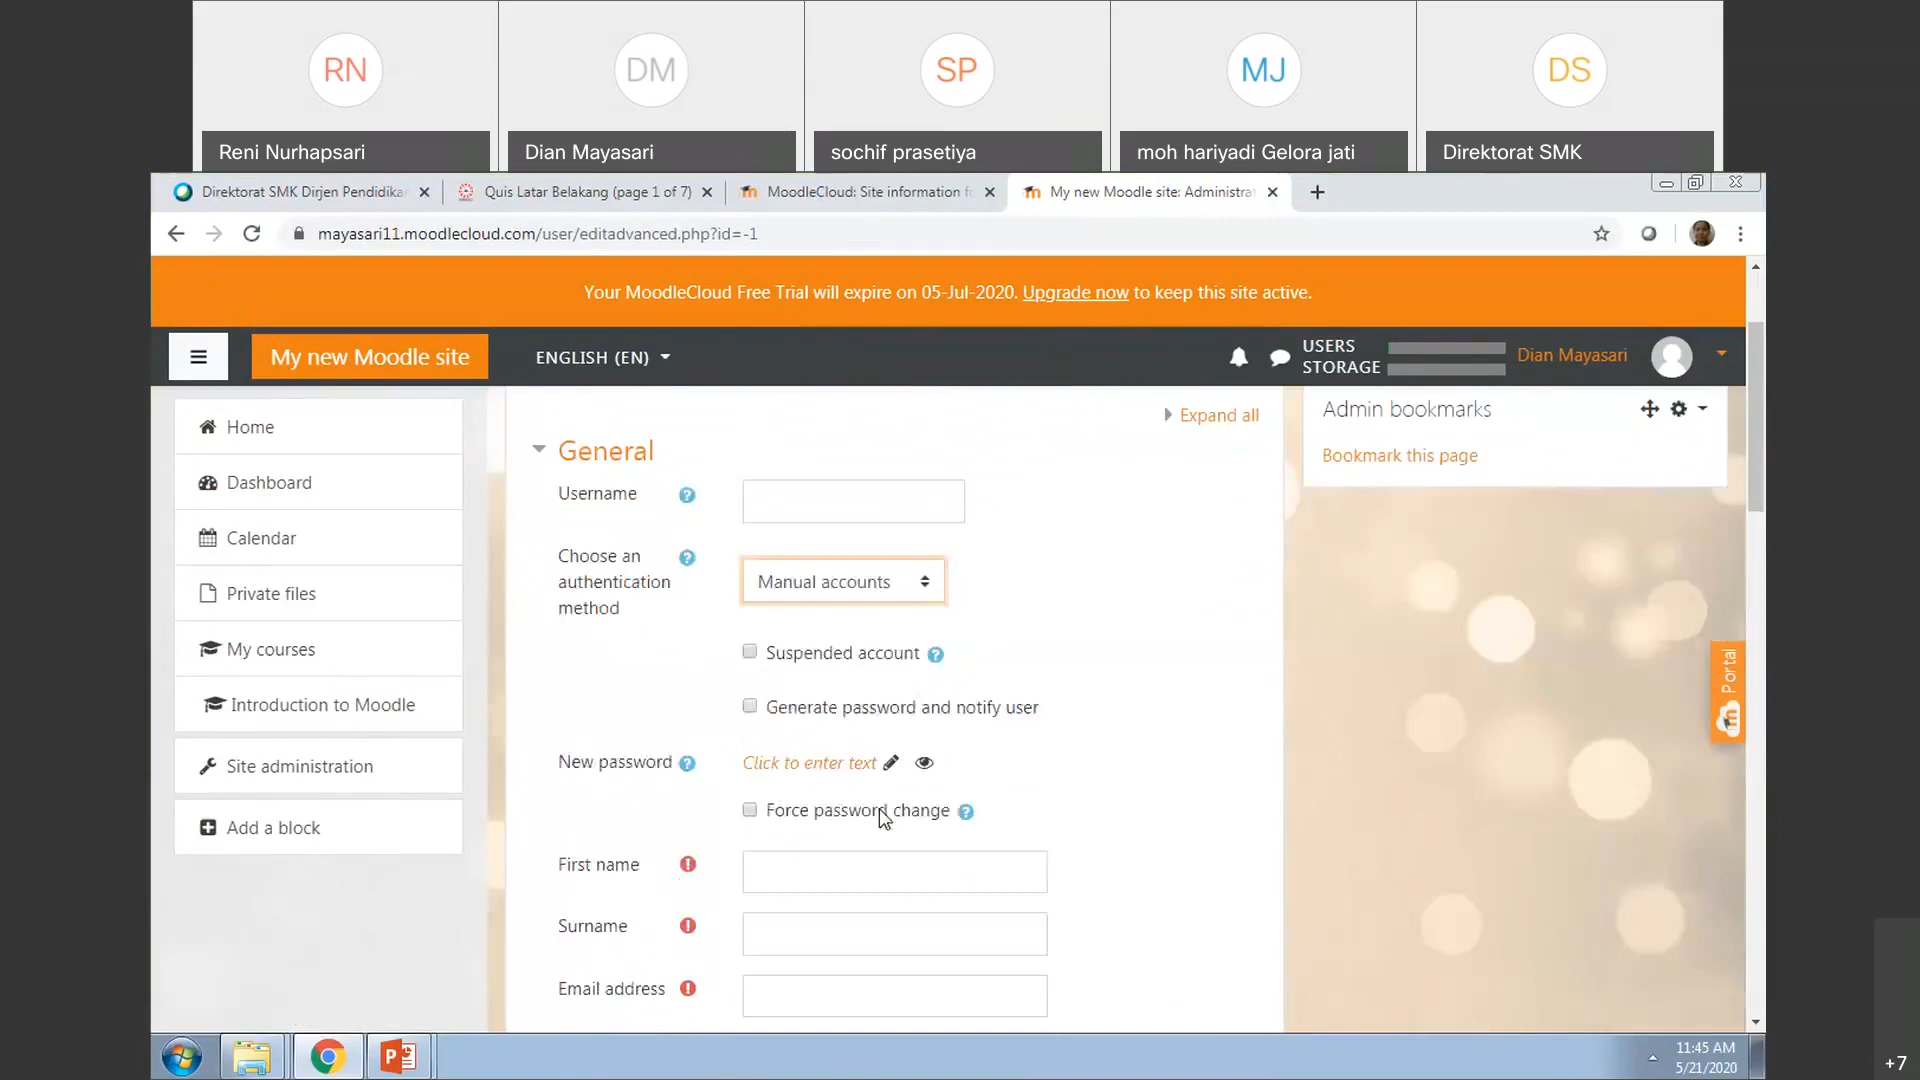 RN
DM
SP
MJ
DS
Reni Nurhapsari
Dian Mayasari
sochif prasetiya
moh hariyadi Gelora jati
Direktorat SMK
Direktorat SMK Dirjen Pendidika
Quis Latar Belakang (page 1 of 7)
MoodleCloud: Site information fo
My new Moodle site: Administrat
mayasari11.moodlecloud.com/user/editadvanced.php?id=-1
Your MoodleCloud Free Trial will expire on 05-Jul-2020. Upgrade now to keep this site active.
My new Moodle site
ENGLISH (EN)
USERS
STORAGE
Dian Mayasari
Home
Dashboard
Calendar
Private files
My courses
Introduction to Moodle
Site administration
Add a block
Expand all
General
Username
Choose an
authentication
method
Manual accounts
Suspended account
Generate password and notify user
New password
Click to enter text
Force password change
First name
Surname
Email address
Admin bookmarks
Bookmark this page
Portal
11:45 AM
5/21/2020
+7